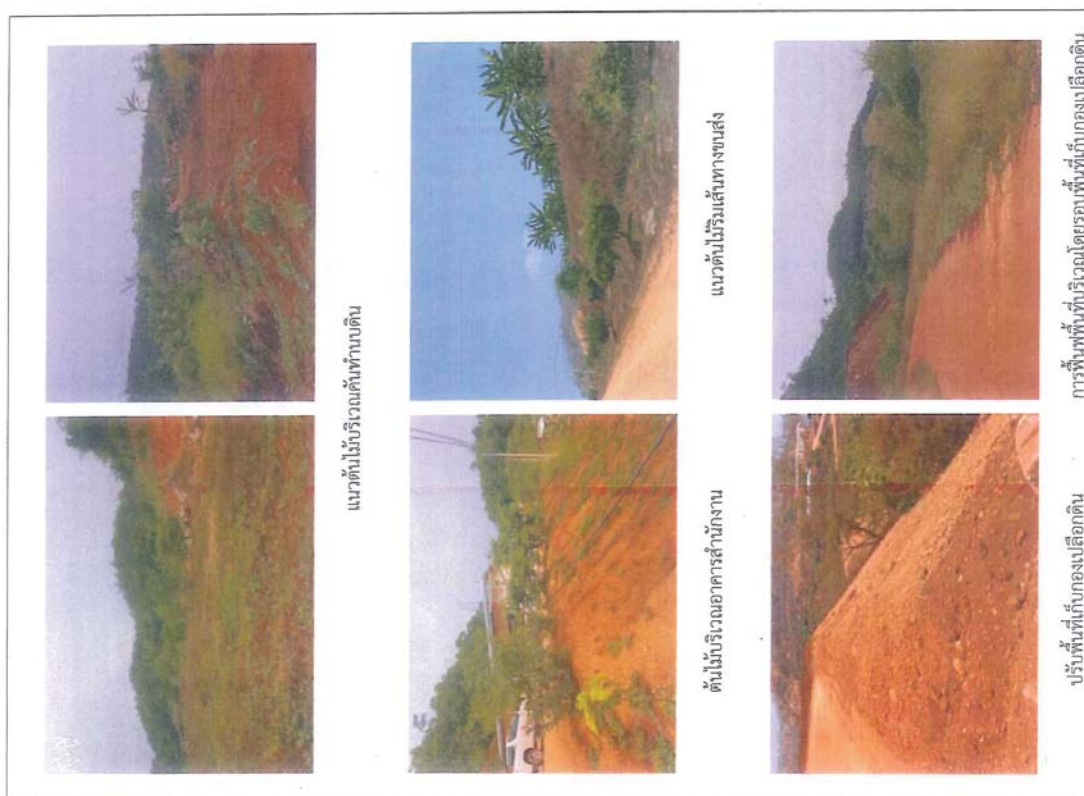 แนวต้นไม้บริเวณคันทำนบดิน
ต้นไม้บริเวณอาคารสำนักงาน
แนวต้นไม้ริมเส้นทางขนส่ง
ปรับพื้นที่เก็บกองเปลือกดิน
การฟื้นฟูพื้นที่บริเวณโดยรอบพื้นที่เก็บกองเปลือกดิน